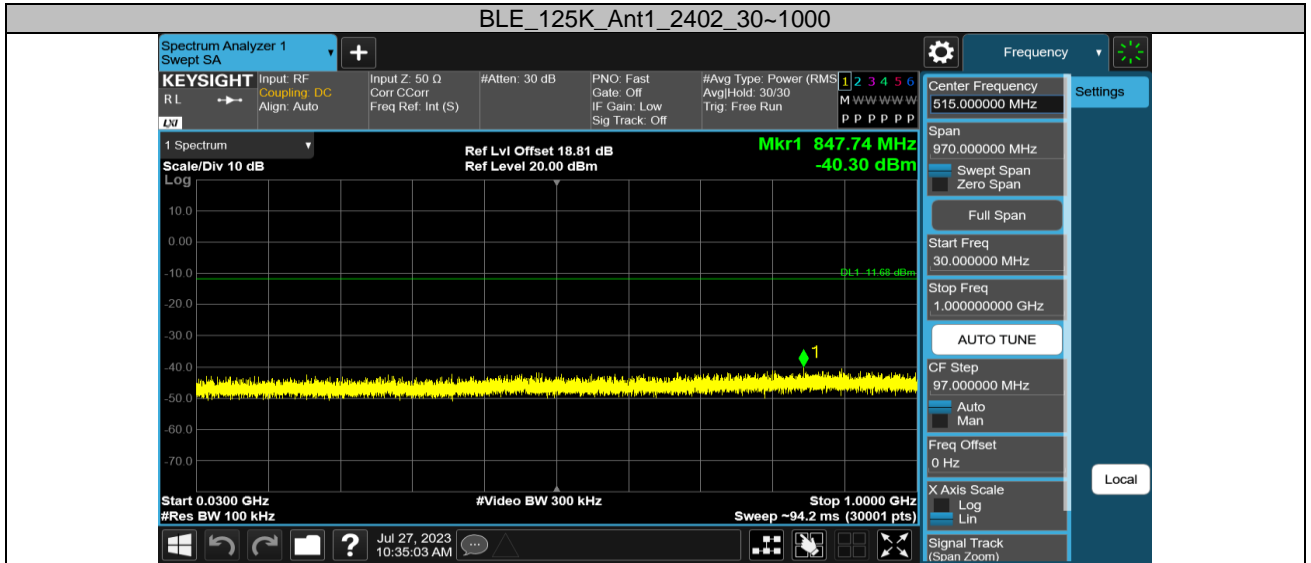 BLE_125K_Ant1_2402_30~1000
Spectrum Analyzer 1
Swept SA
Frequency
KEYSIGHT
R L
LXI
Input: RF
Coupling: DC
Align: Auto
Input Z: 50 Ω
Corr CCorr
Freq Ref: Int (S)
#Atten: 30 dB
PNO: Fast
Gate: Off
IF Gain: Low
Sig Track: Off
#Avg Type: Power (RMS
Avg|Hold: 30/30
Trig: Free Run
1 2 3 4 5 6
M W W W W W
P P P P P P
1 Spectrum
Scale/Div 10 dB
Ref Lvl Offset 18.81 dB
Ref Level 20.00 dBm
Mkr1 847.74 MHz
-40.30 dBm
Log
10.0
0.00
-10.0
DL1 -11.68 dBm
-20.0
-30.0
1
-40.0
-50.0
-60.0
-70.0
Start 0.0300 GHz
#Res BW 100 kHz
#Video BW 300 kHz
Stop 1.0000 GHz
Sweep ~94.2 ms (30001 pts)
?
Jul 27, 2023
10:35:03 AM
Center Frequency
515.000000 MHz
Span
970.000000 MHz
Swept Span
Zero Span
Full Span
Start Freq
30.000000 MHz
Stop Freq
1.000000000 GHz
AUTO TUNE
CF Step
97.000000 MHz
Auto
Man
Freq Offset
0 Hz
X Axis Scale
Log
Lin
Signal Track
(Span Zoom)
Settings
Local